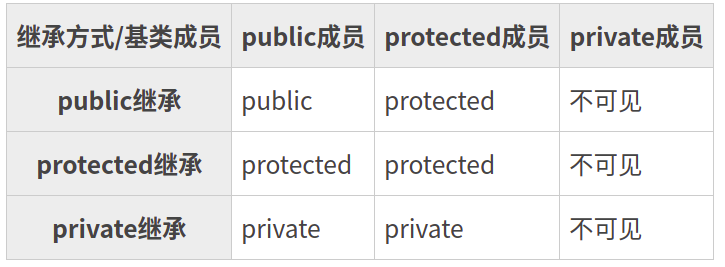 继承方式/基类成员 public成员 protected成员 private成员
public继承 public protected 不可见
protected继承 protected protected 不可见
private继承 private private 不可见